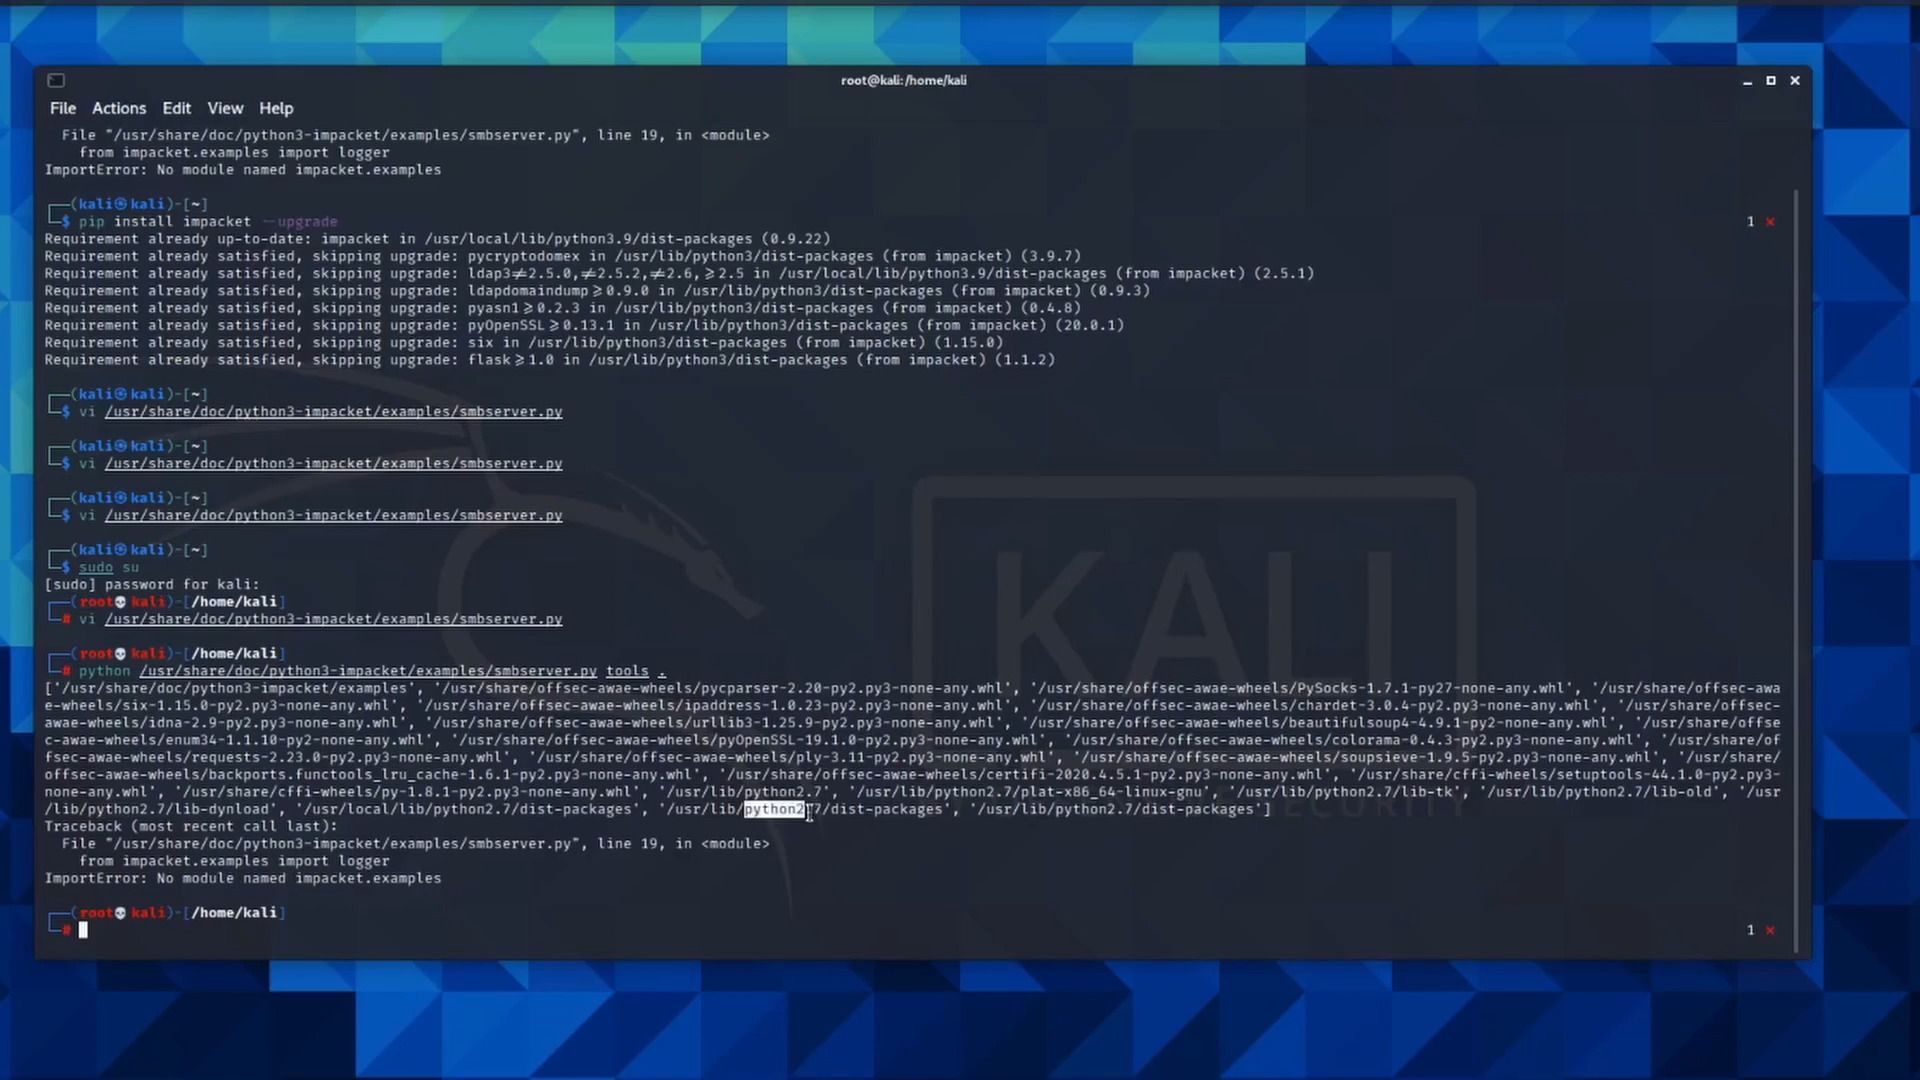 root@kali:/home/kali
File Actions Edit View Help
File "/usr/share/doc/python3-impacket/examples/smbserver.py", line 19, in <module>
from impacket.examples import logger
ImportError: No module named impacket.examples
┌──(kali㉿kali)-[~]
└─$ pip install impacket --upgrade 1 ⨯
Requirement already up-to-date: impacket in /usr/local/lib/python3.9/dist-packages (0.9.22)
Requirement already satisfied, skipping upgrade: pycryptodomex in /usr/lib/python3/dist-packages (from impacket) (3.9.7)
Requirement already satisfied, skipping upgrade: ldap3≠2.5.0,≠2.5.2,≠2.6,≥2.5 in /usr/local/lib/python3.9/dist-packages (from impacket) (2.5.1)
Requirement already satisfied, skipping upgrade: ldapdomaindump≥0.9.0 in /usr/lib/python3/dist-packages (from impacket) (0.9.3)
Requirement already satisfied, skipping upgrade: pyasn1≥0.2.3 in /usr/lib/python3/dist-packages (from impacket) (0.4.8)
Requirement already satisfied, skipping upgrade: pyOpenSSL≥0.13.1 in /usr/lib/python3/dist-packages (from impacket) (20.0.1)
Requirement already satisfied, skipping upgrade: six in /usr/lib/python3/dist-packages (from impacket) (1.15.0)
Requirement already satisfied, skipping upgrade: flask≥1.0 in /usr/lib/python3/dist-packages (from impacket) (1.1.2)
┌──(kali㉿kali)-[~]
└─$ vi /usr/share/doc/python3-impacket/examples/smbserver.py
┌──(kali㉿kali)-[~]
└─$ vi /usr/share/doc/python3-impacket/examples/smbserver.py
┌──(kali㉿kali)-[~]
└─$ vi /usr/share/doc/python3-impacket/examples/smbserver.py
┌──(kali㉿kali)-[~]
└─$ sudo su
[sudo] password for kali:
┌──(root💀kali)-[/home/kali]
└─# vi /usr/share/doc/python3-impacket/examples/smbserver.py
┌──(root💀kali)-[/home/kali]
└─# python /usr/share/doc/python3-impacket/examples/smbserver.py tools .
['/usr/share/doc/python3-impacket/examples', '/usr/share/offsec-awae-wheels/pycparser-2.20-py2.py3-none-any.whl', '/usr/share/offsec-awae-wheels/PySocks-1.7.1-py27-none-any.whl', '/usr/share/offsec-awa
e-wheels/six-1.15.0-py2.py3-none-any.whl', '/usr/share/offsec-awae-wheels/ipaddress-1.0.23-py2.py3-none-any.whl', '/usr/share/offsec-awae-wheels/chardet-3.0.4-py2.py3-none-any.whl', '/usr/share/offsec-
awae-wheels/idna-2.9-py2.py3-none-any.whl', '/usr/share/offsec-awae-wheels/urllib3-1.25.9-py2.py3-none-any.whl', '/usr/share/offsec-awae-wheels/beautifulsoup4-4.9.1-py2-none-any.whl', '/usr/share/offse
c-awae-wheels/enum34-1.1.10-py2-none-any.whl', '/usr/share/offsec-awae-wheels/pyOpenSSL-19.1.0-py2.py3-none-any.whl', '/usr/share/offsec-awae-wheels/colorama-0.4.3-py2.py3-none-any.whl', '/usr/share/of
fsec-awae-wheels/requests-2.23.0-py2.py3-none-any.whl', '/usr/share/offsec-awae-wheels/ply-3.11-py2.py3-none-any.whl', '/usr/share/offsec-awae-wheels/soupsieve-1.9.5-py2.py3-none-any.whl', '/usr/share/
offsec-awae-wheels/backports.functools_lru_cache-1.6.1-py2.py3-none-any.whl', '/usr/share/offsec-awae-wheels/certifi-2020.4.5.1-py2.py3-none-any.whl', '/usr/share/cffi-wheels/setuptools-44.1.0-py2.py3-
none-any.whl', '/usr/share/cffi-wheels/py-1.8.1-py2.py3-none-any.whl', '/usr/lib/python2.7', '/usr/lib/python2.7/plat-x86_64-linux-gnu', '/usr/lib/python2.7/lib-tk', '/usr/lib/python2.7/lib-old', '/usr
/lib/python2.7/lib-dynload', '/usr/local/lib/python2.7/dist-packages', '/usr/lib/python2.7/dist-packages', '/usr/lib/python2.7/dist-packages']
Traceback (most recent call last):
File "/usr/share/doc/python3-impacket/examples/smbserver.py", line 19, in <module>
from impacket.examples import logger
ImportError: No module named impacket.examples
┌──(root💀kali)-[/home/kali]
└─# 1 ⨯
KALI